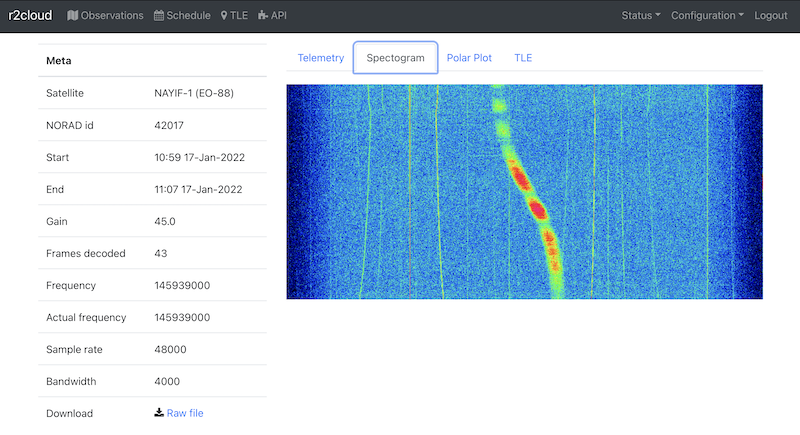 r2cloud Observations Schedule TLE API Status Configuration Logout
Meta
Satellite NAYIF-1 (EO-88)
NORAD id 42017
Start 10:59 17-Jan-2022
End 11:07 17-Jan-2022
Gain 45.0
Frames decoded 43
Frequency 145939000
Actual frequency 145939000
Sample rate 48000
Bandwidth 4000
Download Raw file
Telemetry Spectogram Polar Plot TLE